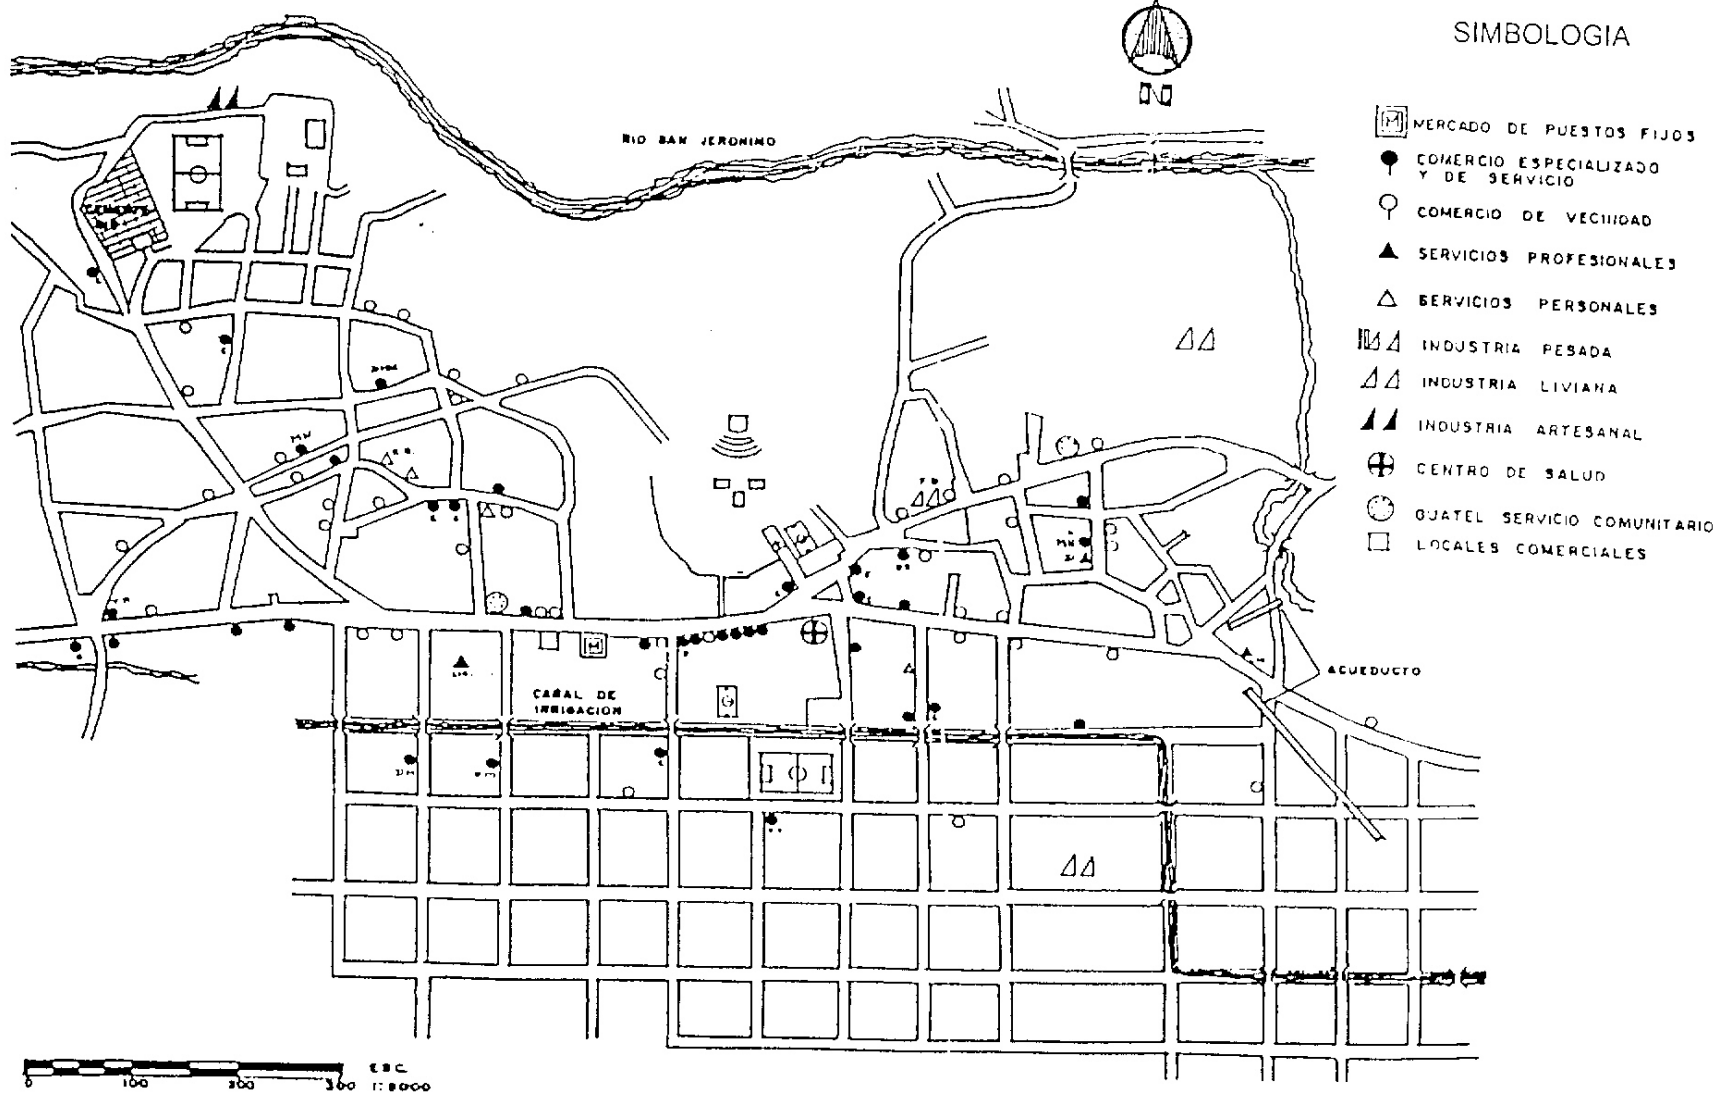 SIMBOLOGIA
N
MERCADO DE PUESTOS FIJOS
COMERCIO ESPECIALIZADO
Y DE SERVICIO
COMERCIO DE VECINDAD
SERVICIOS PROFESIONALES
SERVICIOS PERSONALES
INDUSTRIA PESADA
INDUSTRIA LIVIANA
INDUSTRIA ARTESANAL
CENTRO DE SALUD
GUATEL SERVICIO COMUNITARIO
LOCALES COMERCIALES
RIO SAN JERONIMO
ACUEDUCTO
CANAL DE
IRRIGACION
M
0 100 200 300
ESC
1:8000